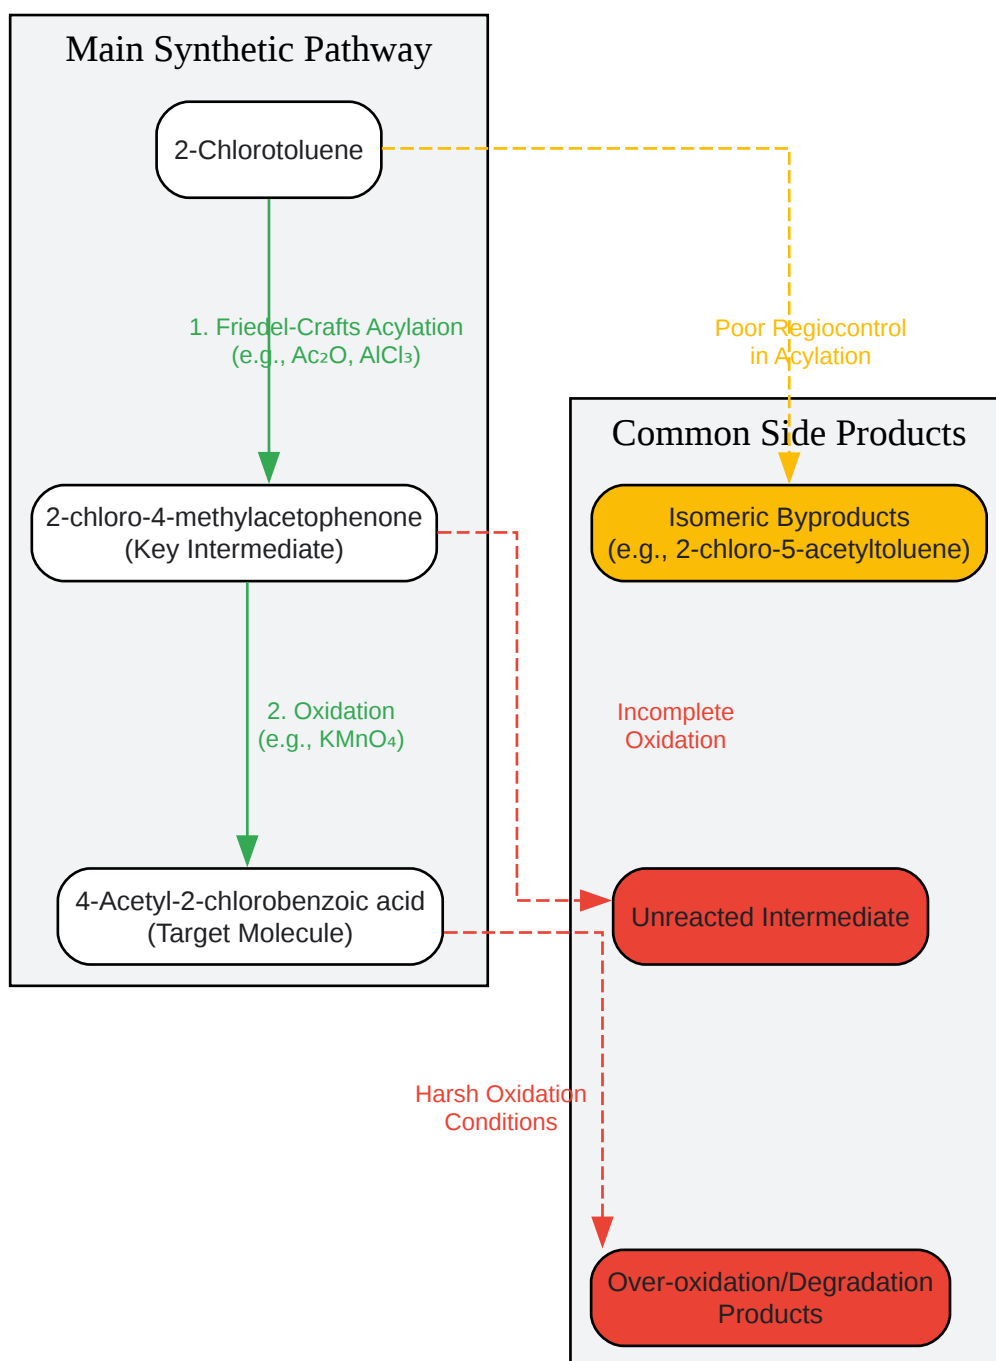 Main Synthetic Pathway
2-Chlorotoluene
1. Friedel-Crafts Acylation
(e.g., Ac₂O, AlCl₃)
Poor Regiocontrol
in Acylation
Common Side Products
2-chloro-4-methylacetophenone
(Key Intermediate)
Isomeric Byproducts
(e.g., 2-chloro-5-acetyltoluene)
2. Oxidation
(e.g., KMnO₄)
Incomplete
Oxidation
4-Acetyl-2-chlorobenzoic acid
(Target Molecule)
Unreacted Intermediate
Harsh Oxidation
Conditions
Over-oxidation/Degradation
Products